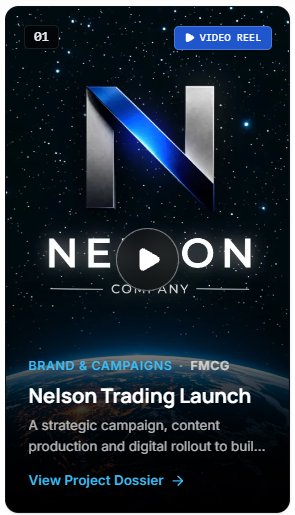 01
VIDEO REEL
N
NE ON
COMPANY
BRAND & CAMPAIGNS · FMCG
Nelson Trading Launch
A strategic campaign, content
production and digital rollout to buil...
View Project Dossier →